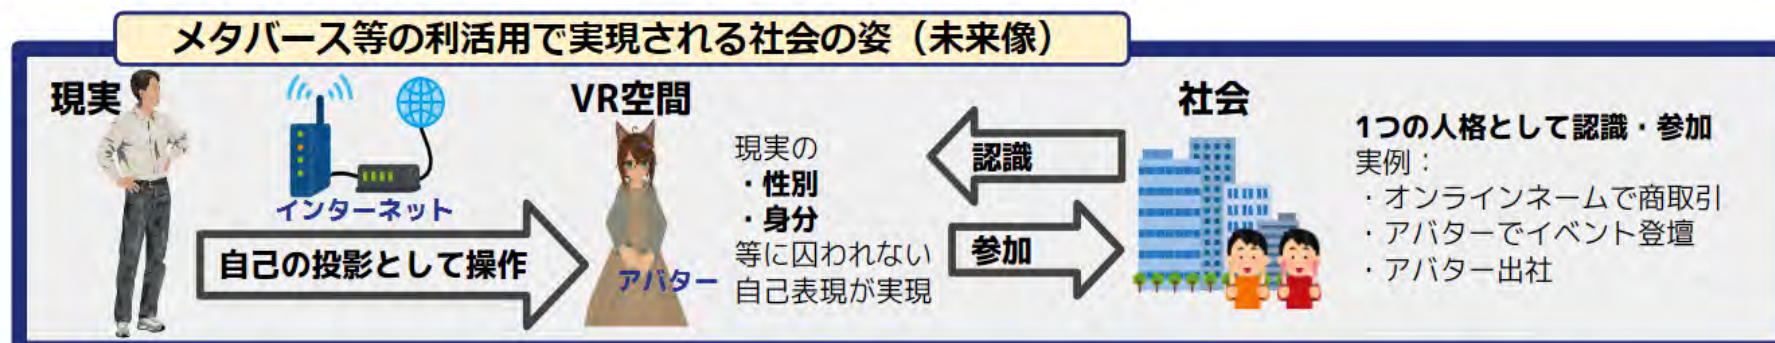 メタバース等の利活用で実現される社会の姿（未来像）
現実
インターネット
自己の投影として操作
VR空間
アバター
現実の
・性別
・身分
等に囚われない
自己表現が実現
認識
参加
社会
1つの人格として認識・参加
実例：
・オンラインネームで商取引
・アバターでイベント登壇
・アバター出社